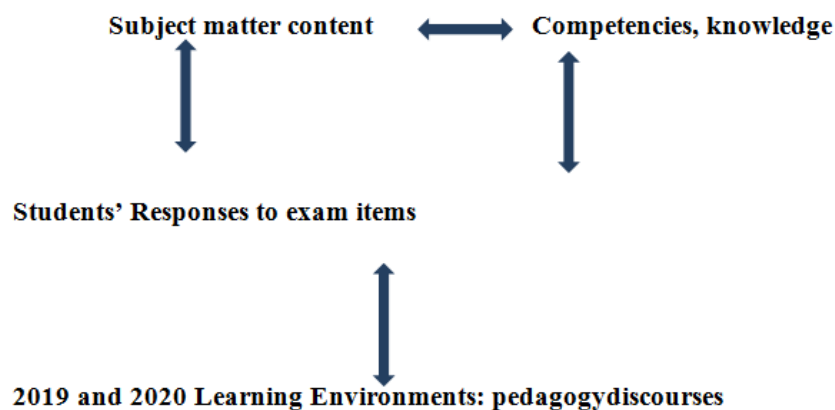 Subject matter content Competencies, knowledge
Students’ Responses to exam items
2019 and 2020 Learning Environments: pedagogydiscourses